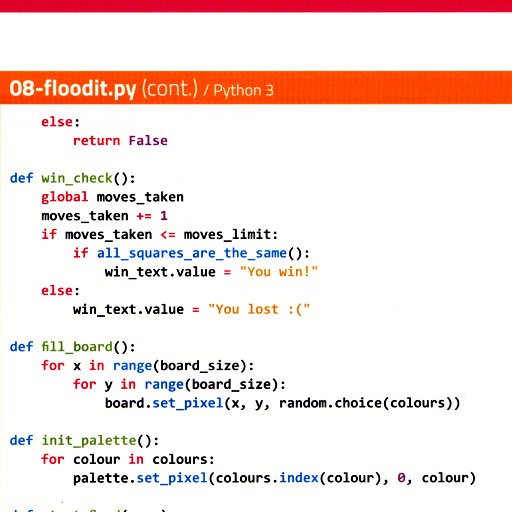 08-floodit.py (cont.) / Python 3
    else:
        return False
def win_check():
    global moves_taken
    moves_taken += 1
    if moves_taken <= moves_limit:
        if all_squares_are_the_same():
            win_text.value = "You win!"
    else:
        win_text.value = "You lost :("
def fill_board():
    for x in range(board_size):
        for y in range(board_size):
            board.set_pixel(x, y, random.choice(colours))
def init_palette():
    for colour in colours:
        palette.set_pixel(colours.index(colour), 0, colour)